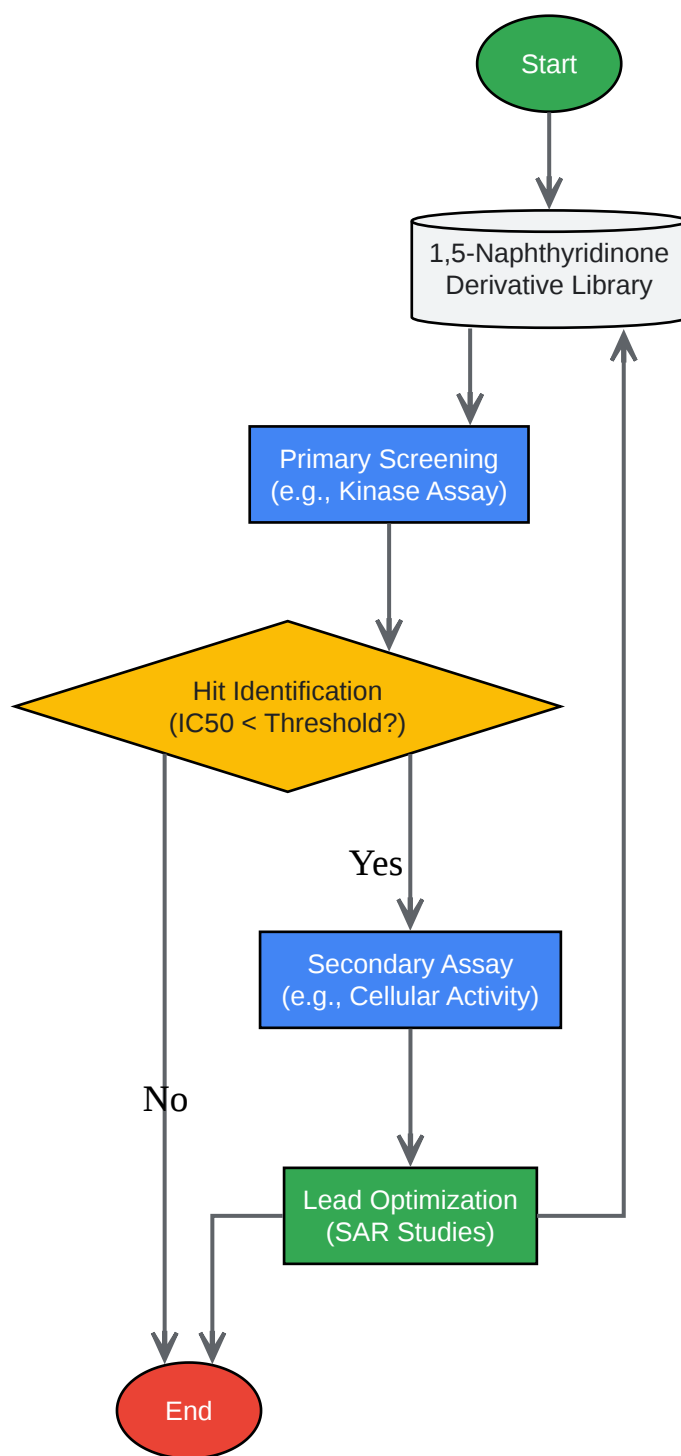 Start
1,5-Naphthyridinone
Derivative Library
Primary Screening
(e.g., Kinase Assay)
Hit Identification
(IC50 < Threshold?)
Yes
Secondary Assay
(e.g., Cellular Activity)
No
Lead Optimization
(SAR Studies)
End